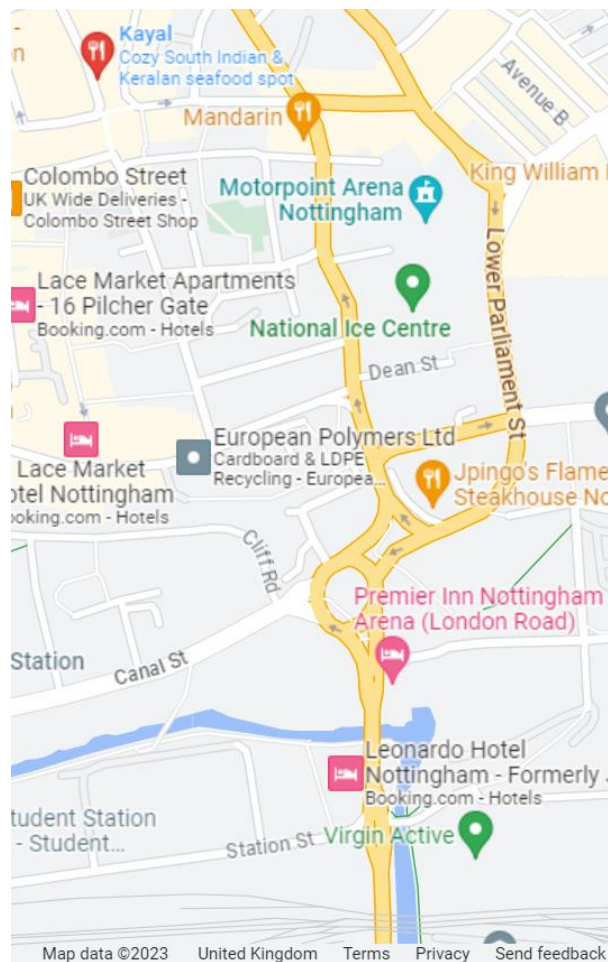 Kayal
Cozy South Indian &
Keralan seafood spot
Avenue B
Mandarin
King William
Colombo Street
UK Wide Deliveries -
Colombo Street Shop
Motorpoint Arena
Nottingham
Lower Parliament St
Lace Market Apartments
- 16 Pilcher Gate
Booking.com - Hotels
National Ice Centre
Dean St
European Polymers Ltd
Cardboard & LDPE
Recycling - Europea...
Lace Market
otel Nottingham
ooking.com - Hotels
Jpingo's Flame
Steakhouse No
Cliff Rd
Premier Inn Nottingham
Arena (London Road)
Station
Canal St
Leonardo Hotel
Nottingham - Formerly J
Booking.com - Hotels
tudent Station
- Student...
Station St
Virgin Active
Map data ©2023 United Kingdom Terms Privacy Send feedback